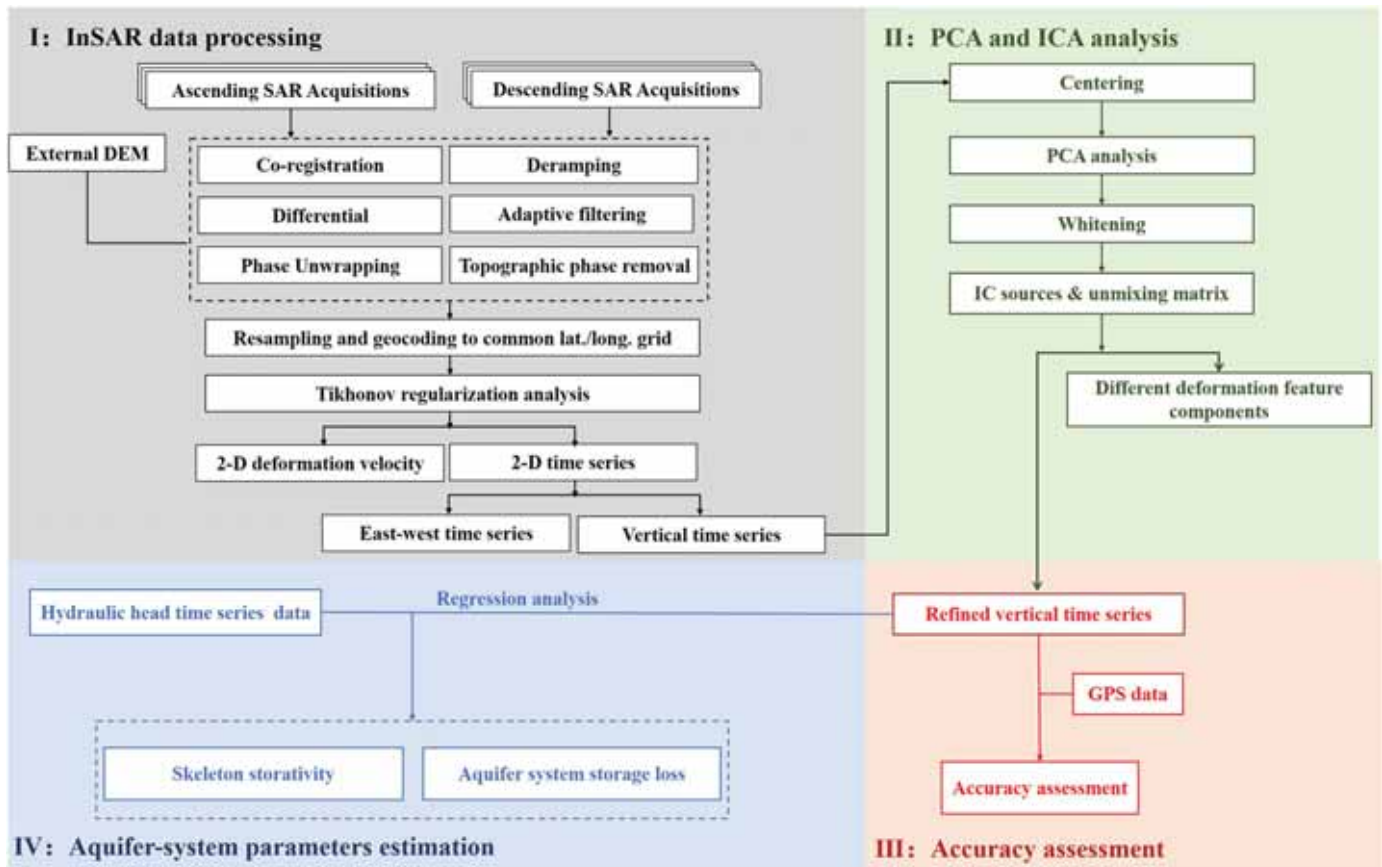 I：InSAR data processing
Ascending SAR Acquisitions
Descending SAR Acquisitions
External DEM
Co-registration
Deramping
Differential
Adaptive filtering
Phase Unwrapping
Topographic phase removal
Resampling and geocoding to common lat./long. grid
Tikhonov regularization analysis
2-D deformation velocity
2-D time series
East-west time series
Vertical time series
II：PCA and ICA analysis
Centering
PCA analysis
Whitening
IC sources & unmixing matrix
Different deformation feature
components
Hydraulic head time series data
Regression analysis
Skeleton storativity
Aquifer system storage loss
IV：Aquifer-system parameters estimation
Refined vertical time series
GPS data
Accuracy assessment
III：Accuracy assessment